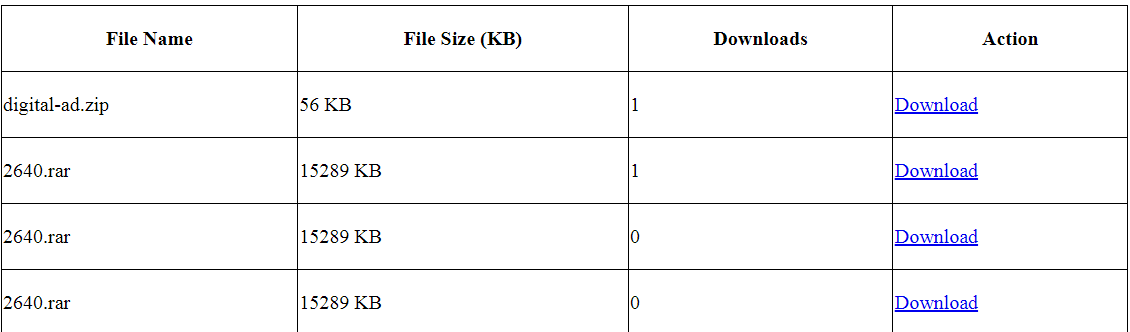 File Name File Size (KB) Downloads Action
digital-ad.zip 56 KB 1 Download
2640.rar 15289 KB 1 Download
2640.rar 15289 KB 0 Download
2640.rar 15289 KB 0 Download